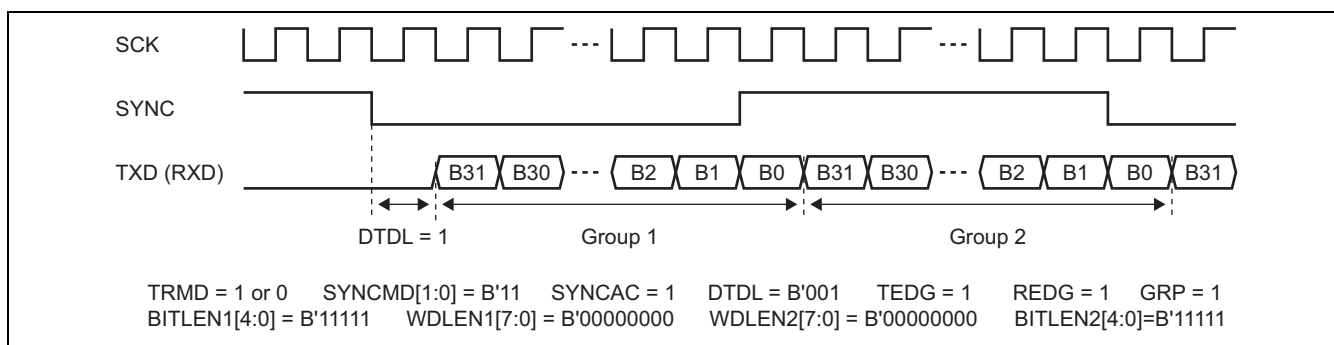 SCK
SYNC
TXD (RXD) B31 B30 B2 B1 B0 B31 B30 B2 B1 B0 B31
DTDL = 1 Group 1 Group 2
TRMD = 1 or 0 SYNCMD[1:0] = B'11 SYNCAC = 1 DTDL = B'001 TEDG = 1 REDG = 1 GRP = 1
BITLEN1[4:0] = B'11111 WDLEN1[7:0] = B'00000000 WDLEN2[7:0] = B'00000000 BITLEN2[4:0]=B'11111